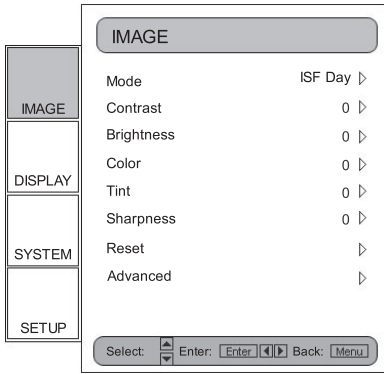 IMAGE
IMAGE
DISPLAY
SYSTEM
SETUP
Mode ISF Day
Contrast 0
Brightness 0
Color 0
Tint 0
Sharpness 0
Reset
Advanced
Select: Enter: Enter Back: Menu